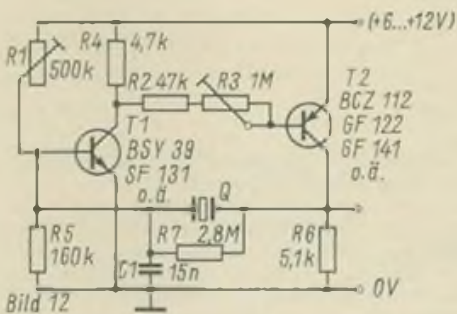 (+6...+12V)
R1
500k
R4
4,7k
R2 47k
R3 1M
T2
BCZ 112
GF 122
GF 141
o.ä.
T1
BSY 39
SF 131
o.ä.
Q
R5
160k
R7
2,8M
C1
15n
R6
5,1k
0V
Bild 12